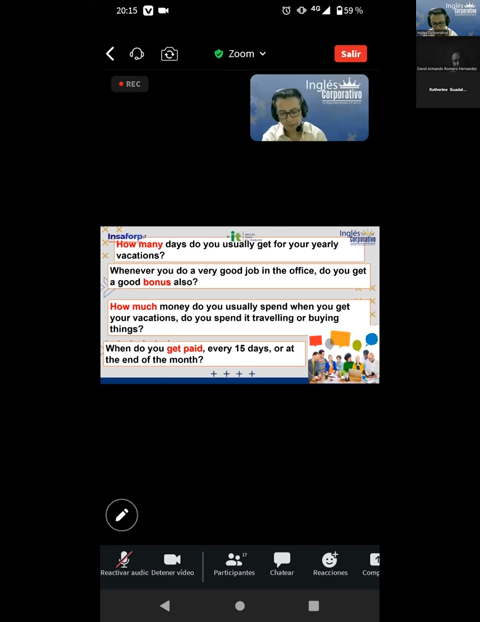 20:15
4G
59 %
Zoom
Salir
REC
Inglés
Corporativo
Inglés Corporativo
David Armando Romero Hernandez
Katherine Guadal...
Insaforp
it
Inglés
Corporativo
How many days do you usually get for your yearly
vacations?
Whenever you do a very good job in the office, do you get
a good bonus also?
How much money do you usually spend when you get
your vacations, do you spend it travelling or buying
things?
When do you get paid, every 15 days, or at
the end of the month?
Reactivar audic
Detener video
17
Participantes
Chatear
Reacciones
Comp